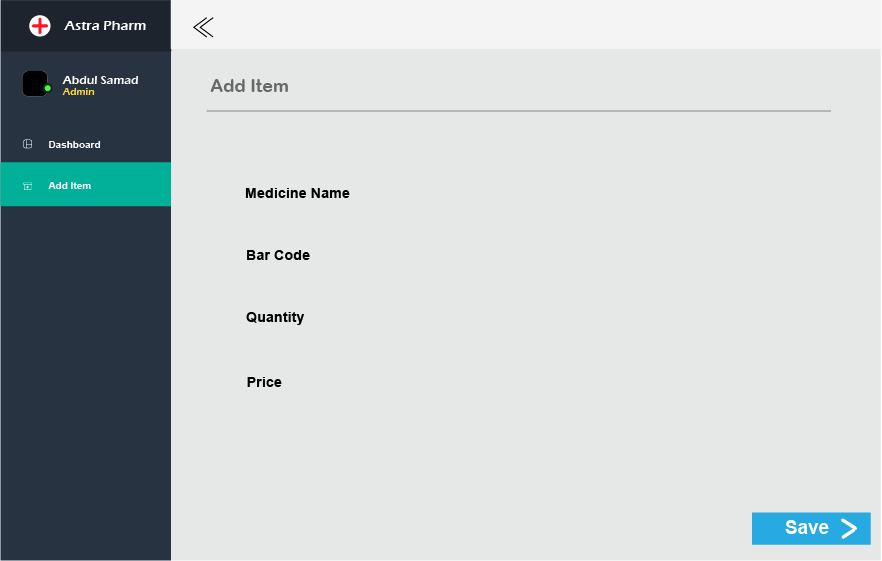 Astra Pharm
Abdul Samad
Admin
Dashboard
Add Item
Add Item
Medicine Name
Bar Code
Quantity
Price
Save